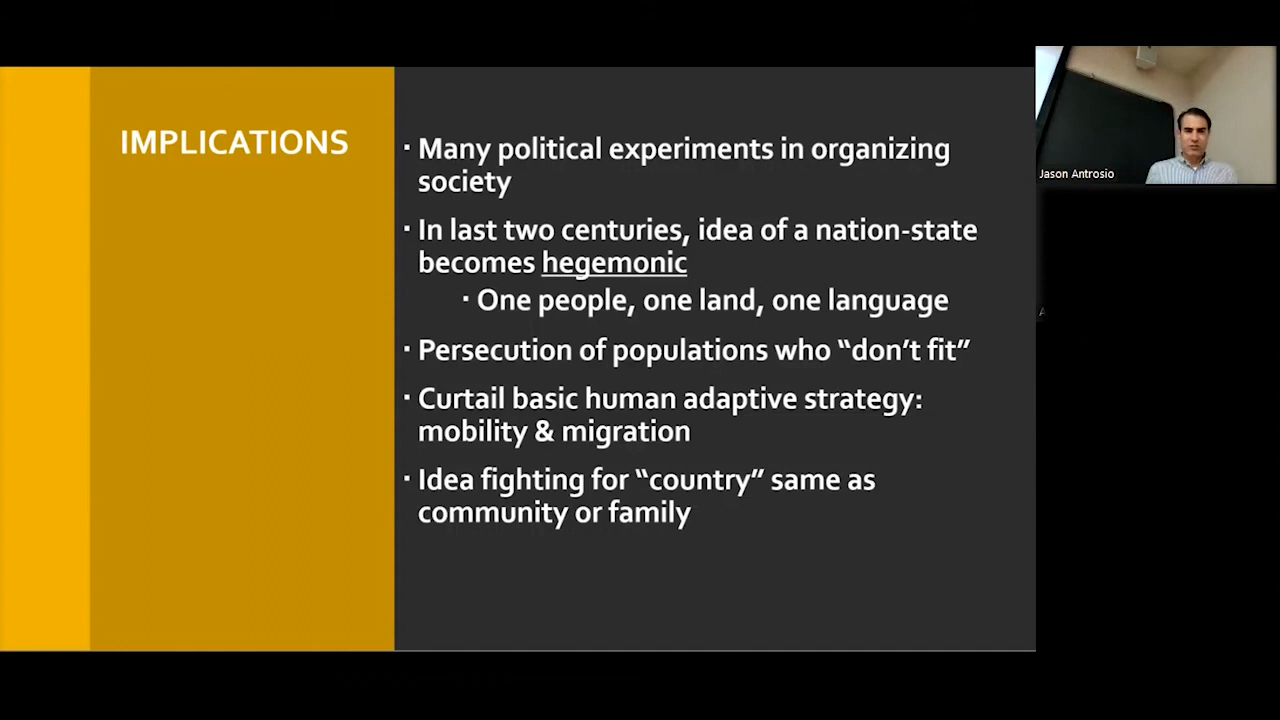 IMPLICATIONS
· Many political experiments in organizing
society
· In last two centuries, idea of a nation-state
becomes hegemonic
· One people, one land, one language
· Persecution of populations who “don’t fit”
· Curtail basic human adaptive strategy:
mobility & migration
· Idea fighting for “country” same as
community or family
Jason Antrosio